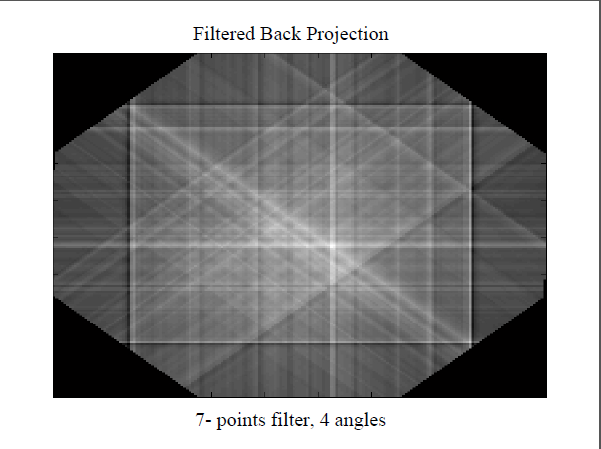 Filtered Back Projection
7- points filter, 4 angles